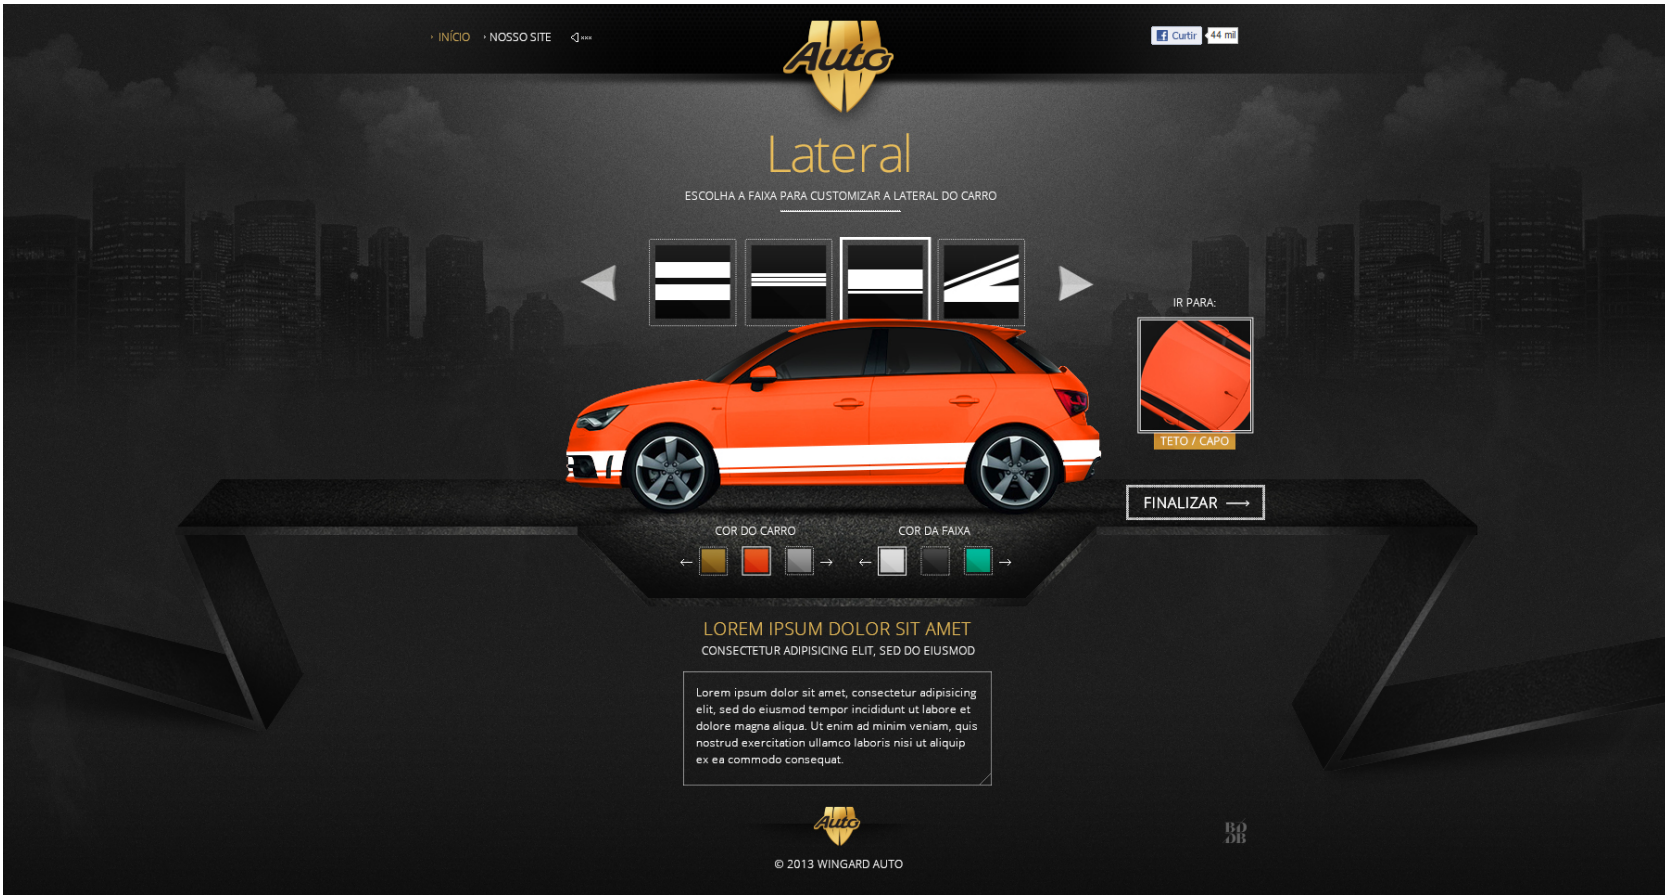 INÍCIO
NOSSO SITE
Auto
Curtir
44 mil
Lateral
ESCOLHA A FAIXA PARA CUSTOMIZAR A LATERAL DO CARRO
IR PARA:
TETO / CAPO
FINALIZAR
COR DO CARRO
COR DA FAIXA
LOREM IPSUM DOLOR SIT AMET
CONSECTETUR ADIPISICING ELIT, SED DO EIUSMOD
Lorem ipsum dolor sit amet, consectetur adipisicing
elit, sed do eiusmod tempor incididunt ut labore et
dolore magna aliqua. Ut enim ad minim veniam, quis
nostrud exercitation ullamco laboris nisi ut aliquip
ex ea commodo consequat.
Auto
BO
DB
© 2013 WINGARD AUTO